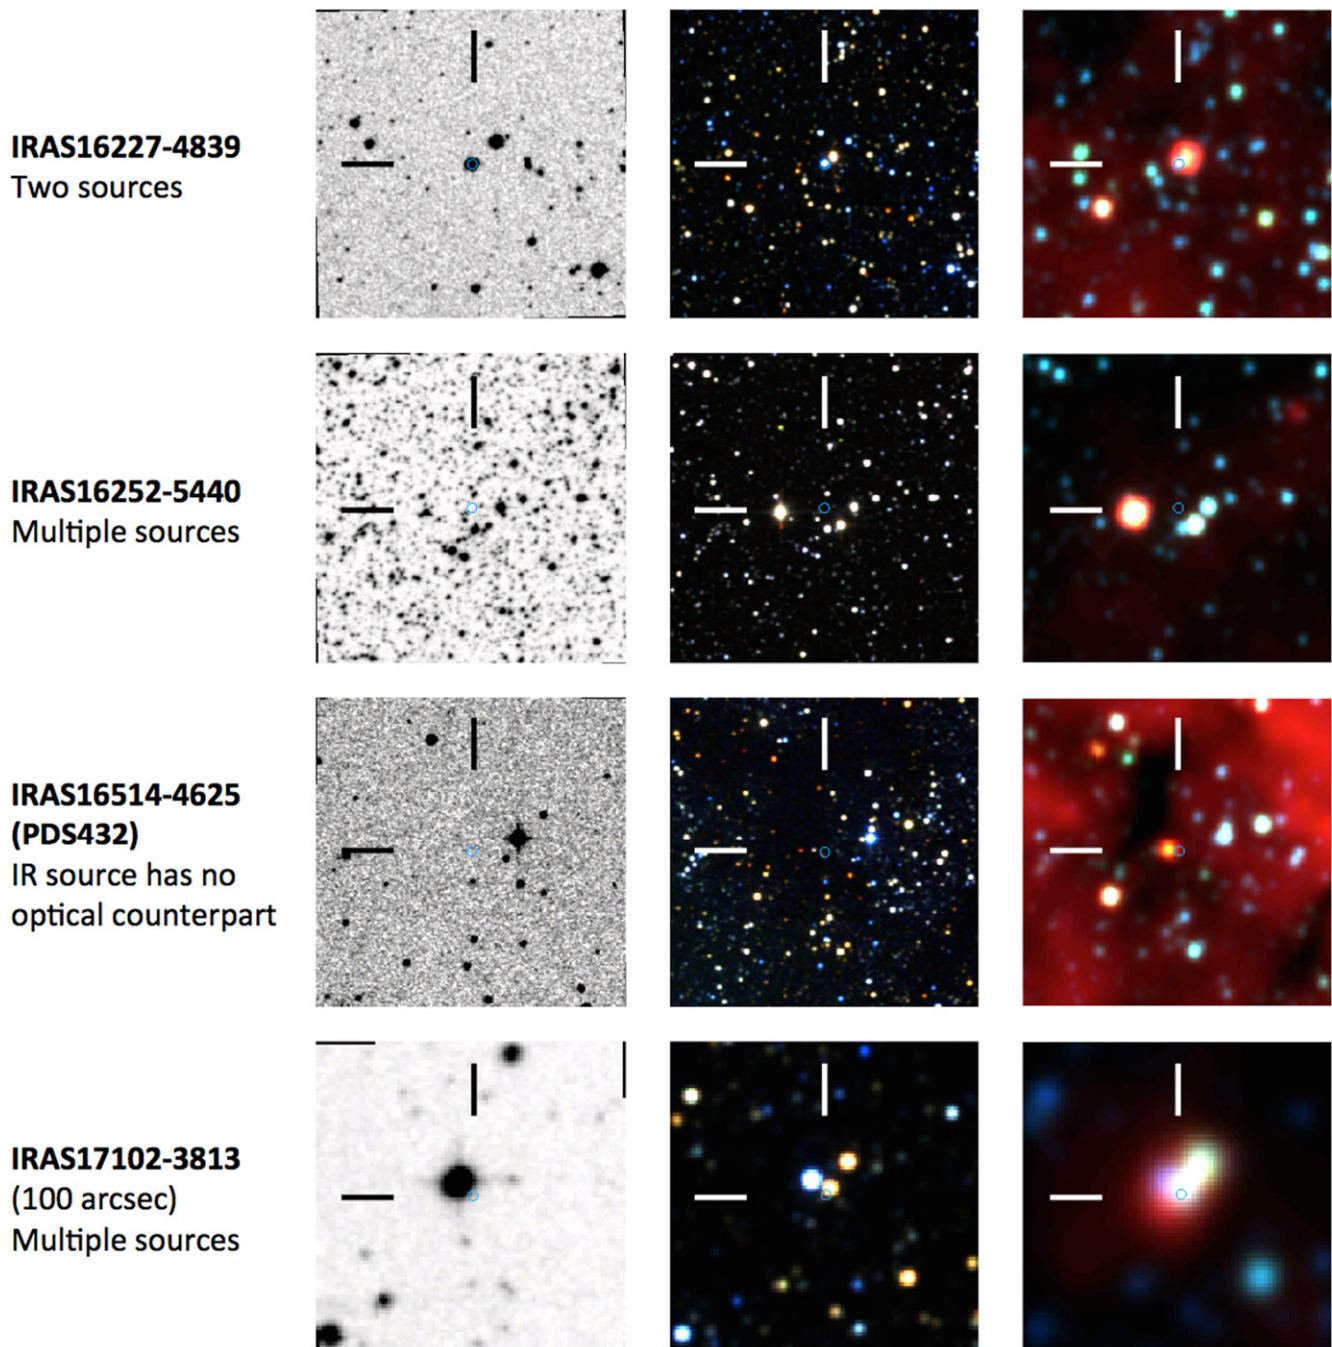 IRAS16227-4839
Two sources
IRAS16252-5440
Multiple sources
IRAS16514-4625
(PDS432)
IR source has no
optical counterpart
IRAS17102-3813
(100 arcsec)
Multiple sources